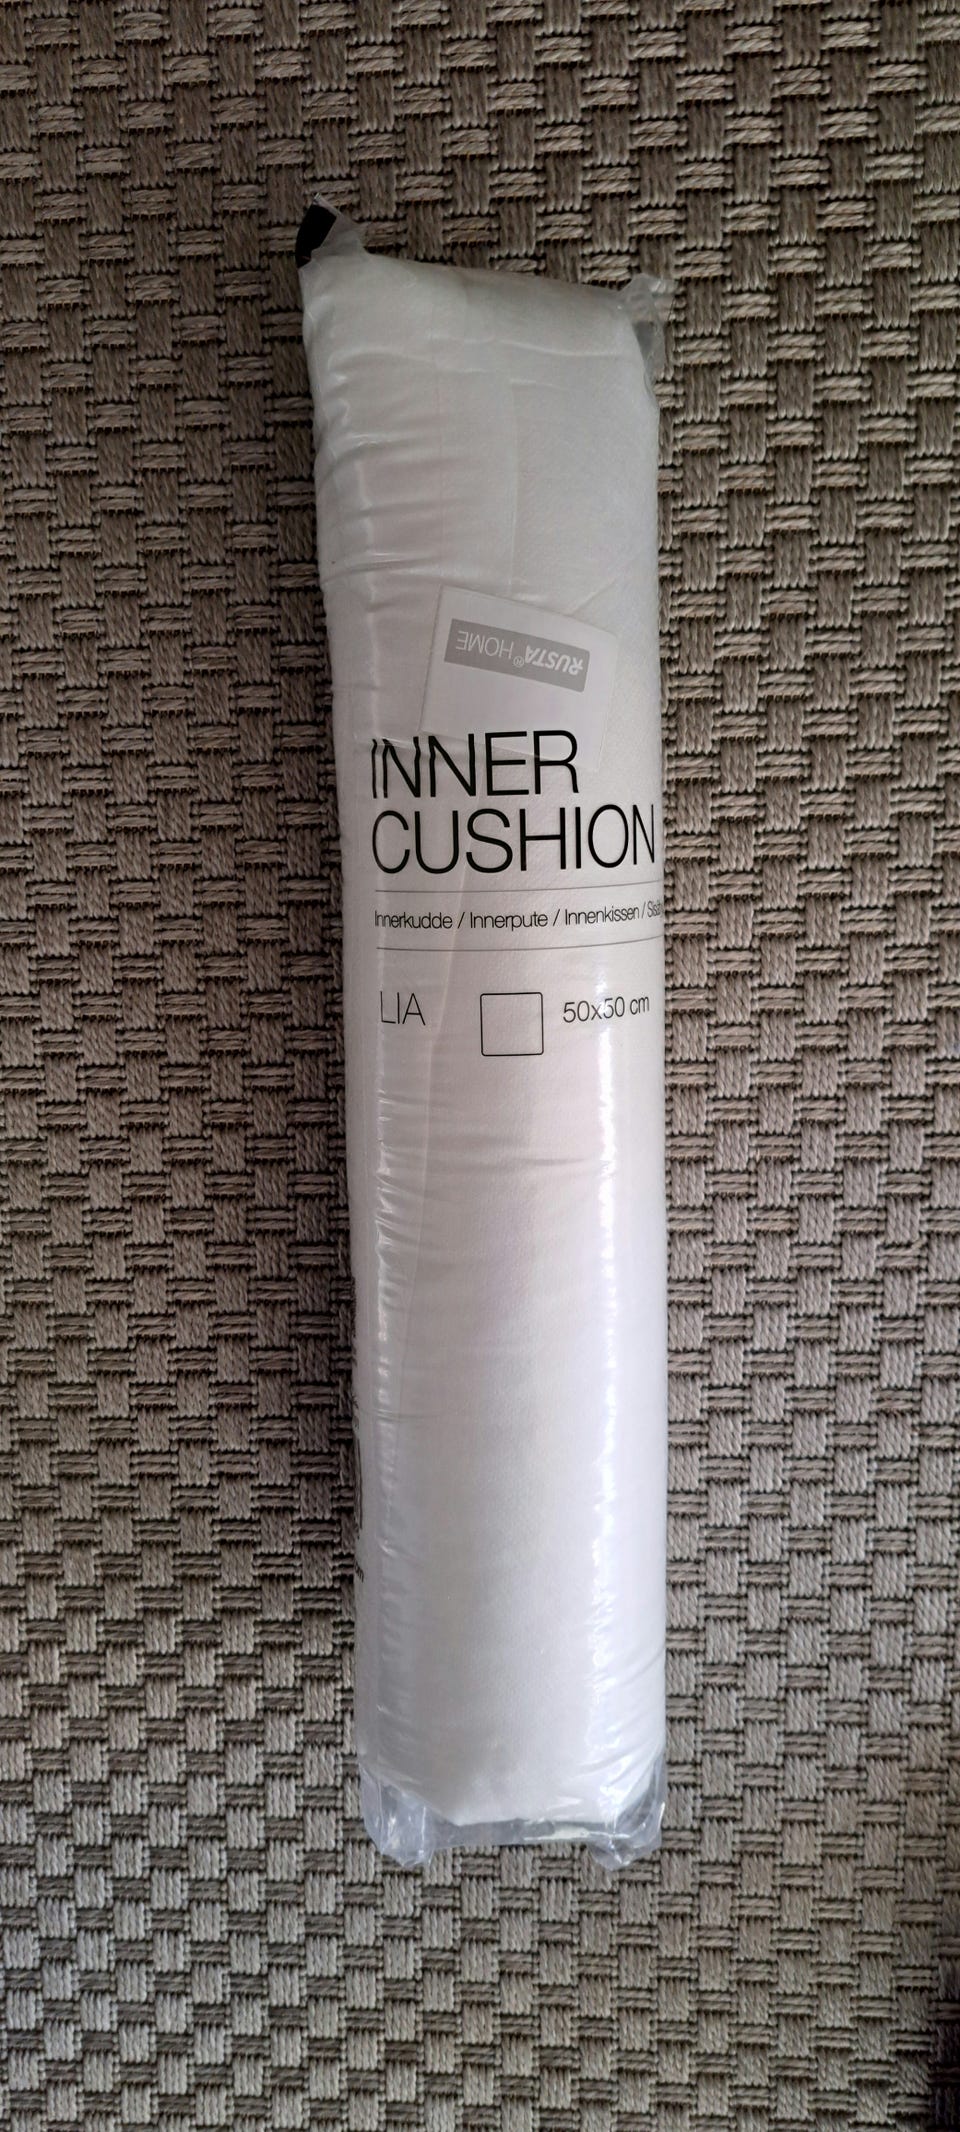 RUSTA® HOME
INNER
CUSHION
Innerkudde / Innerpute / Innenkissen /
LIA
50x50 cm